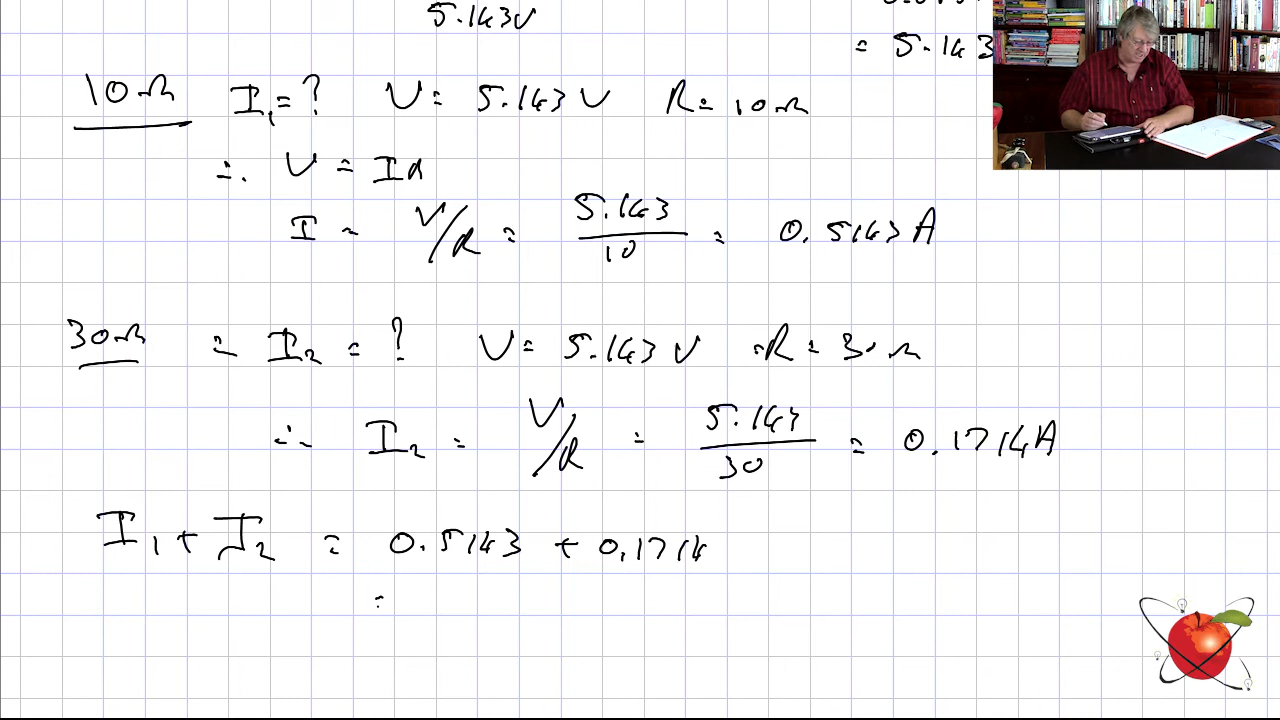 5.143V
= 5.143
10Ω I₁=? V= 5.143V R= 10Ω
∴ V = IR
I = V/R = 5.143/10 = 0.5143A
30Ω = I₂ = ? V= 5.143V R = 30Ω
∴ I₂ = V/R = 5.143/30 = 0.1714A
I₁ + I₂ = 0.5143 + 0.1714
=